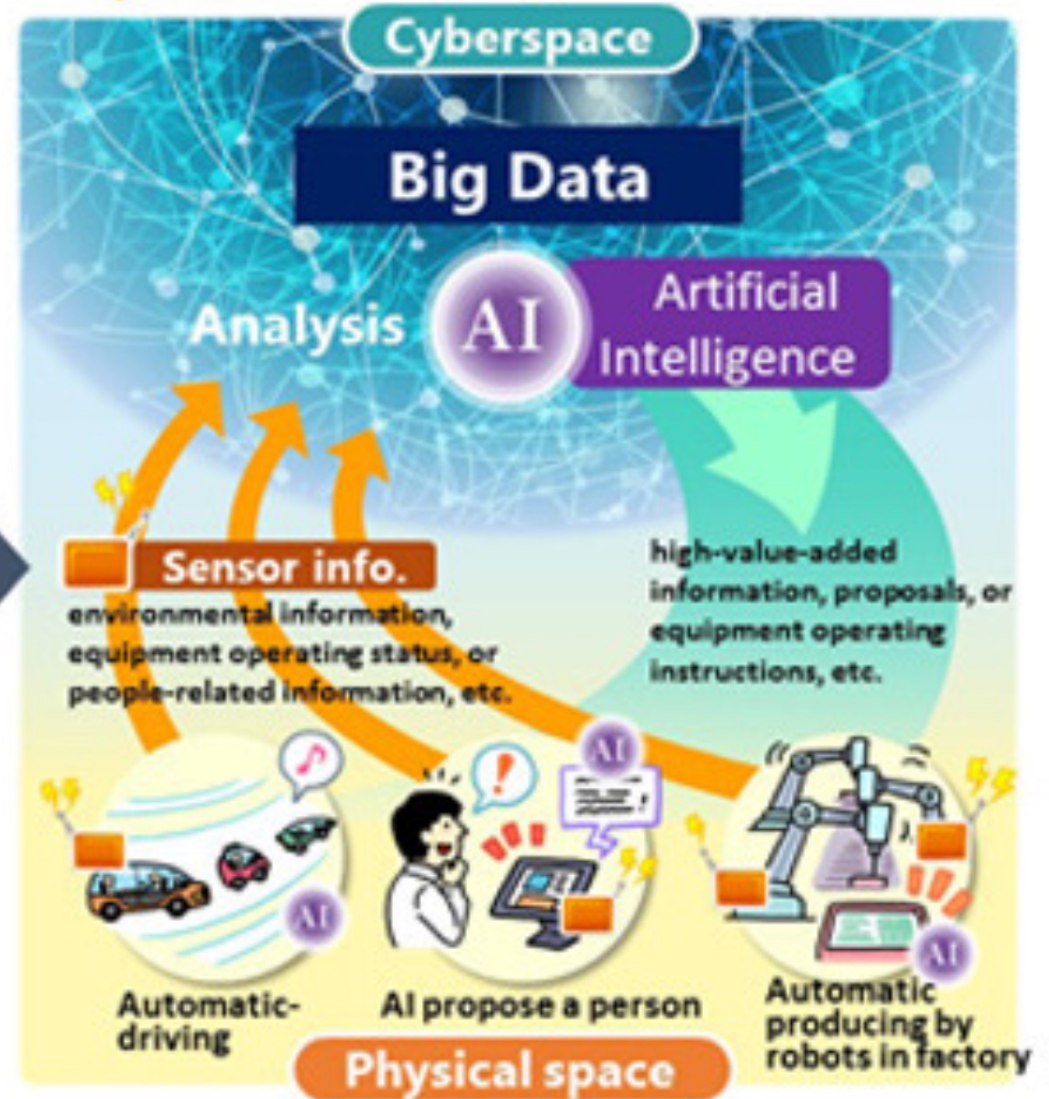 Cyberspace
Big Data
Analysis
AI
Artificial
Intelligence
Sensor info.
environmental information,
equipment operating status, or
people-related information, etc.
high-value-added
information, proposals, or
equipment operating
instructions, etc.
AI
!
!
AI
AI
Automatic-
driving
AI propose a person
Automatic
producing by
robots in factory
Physical space